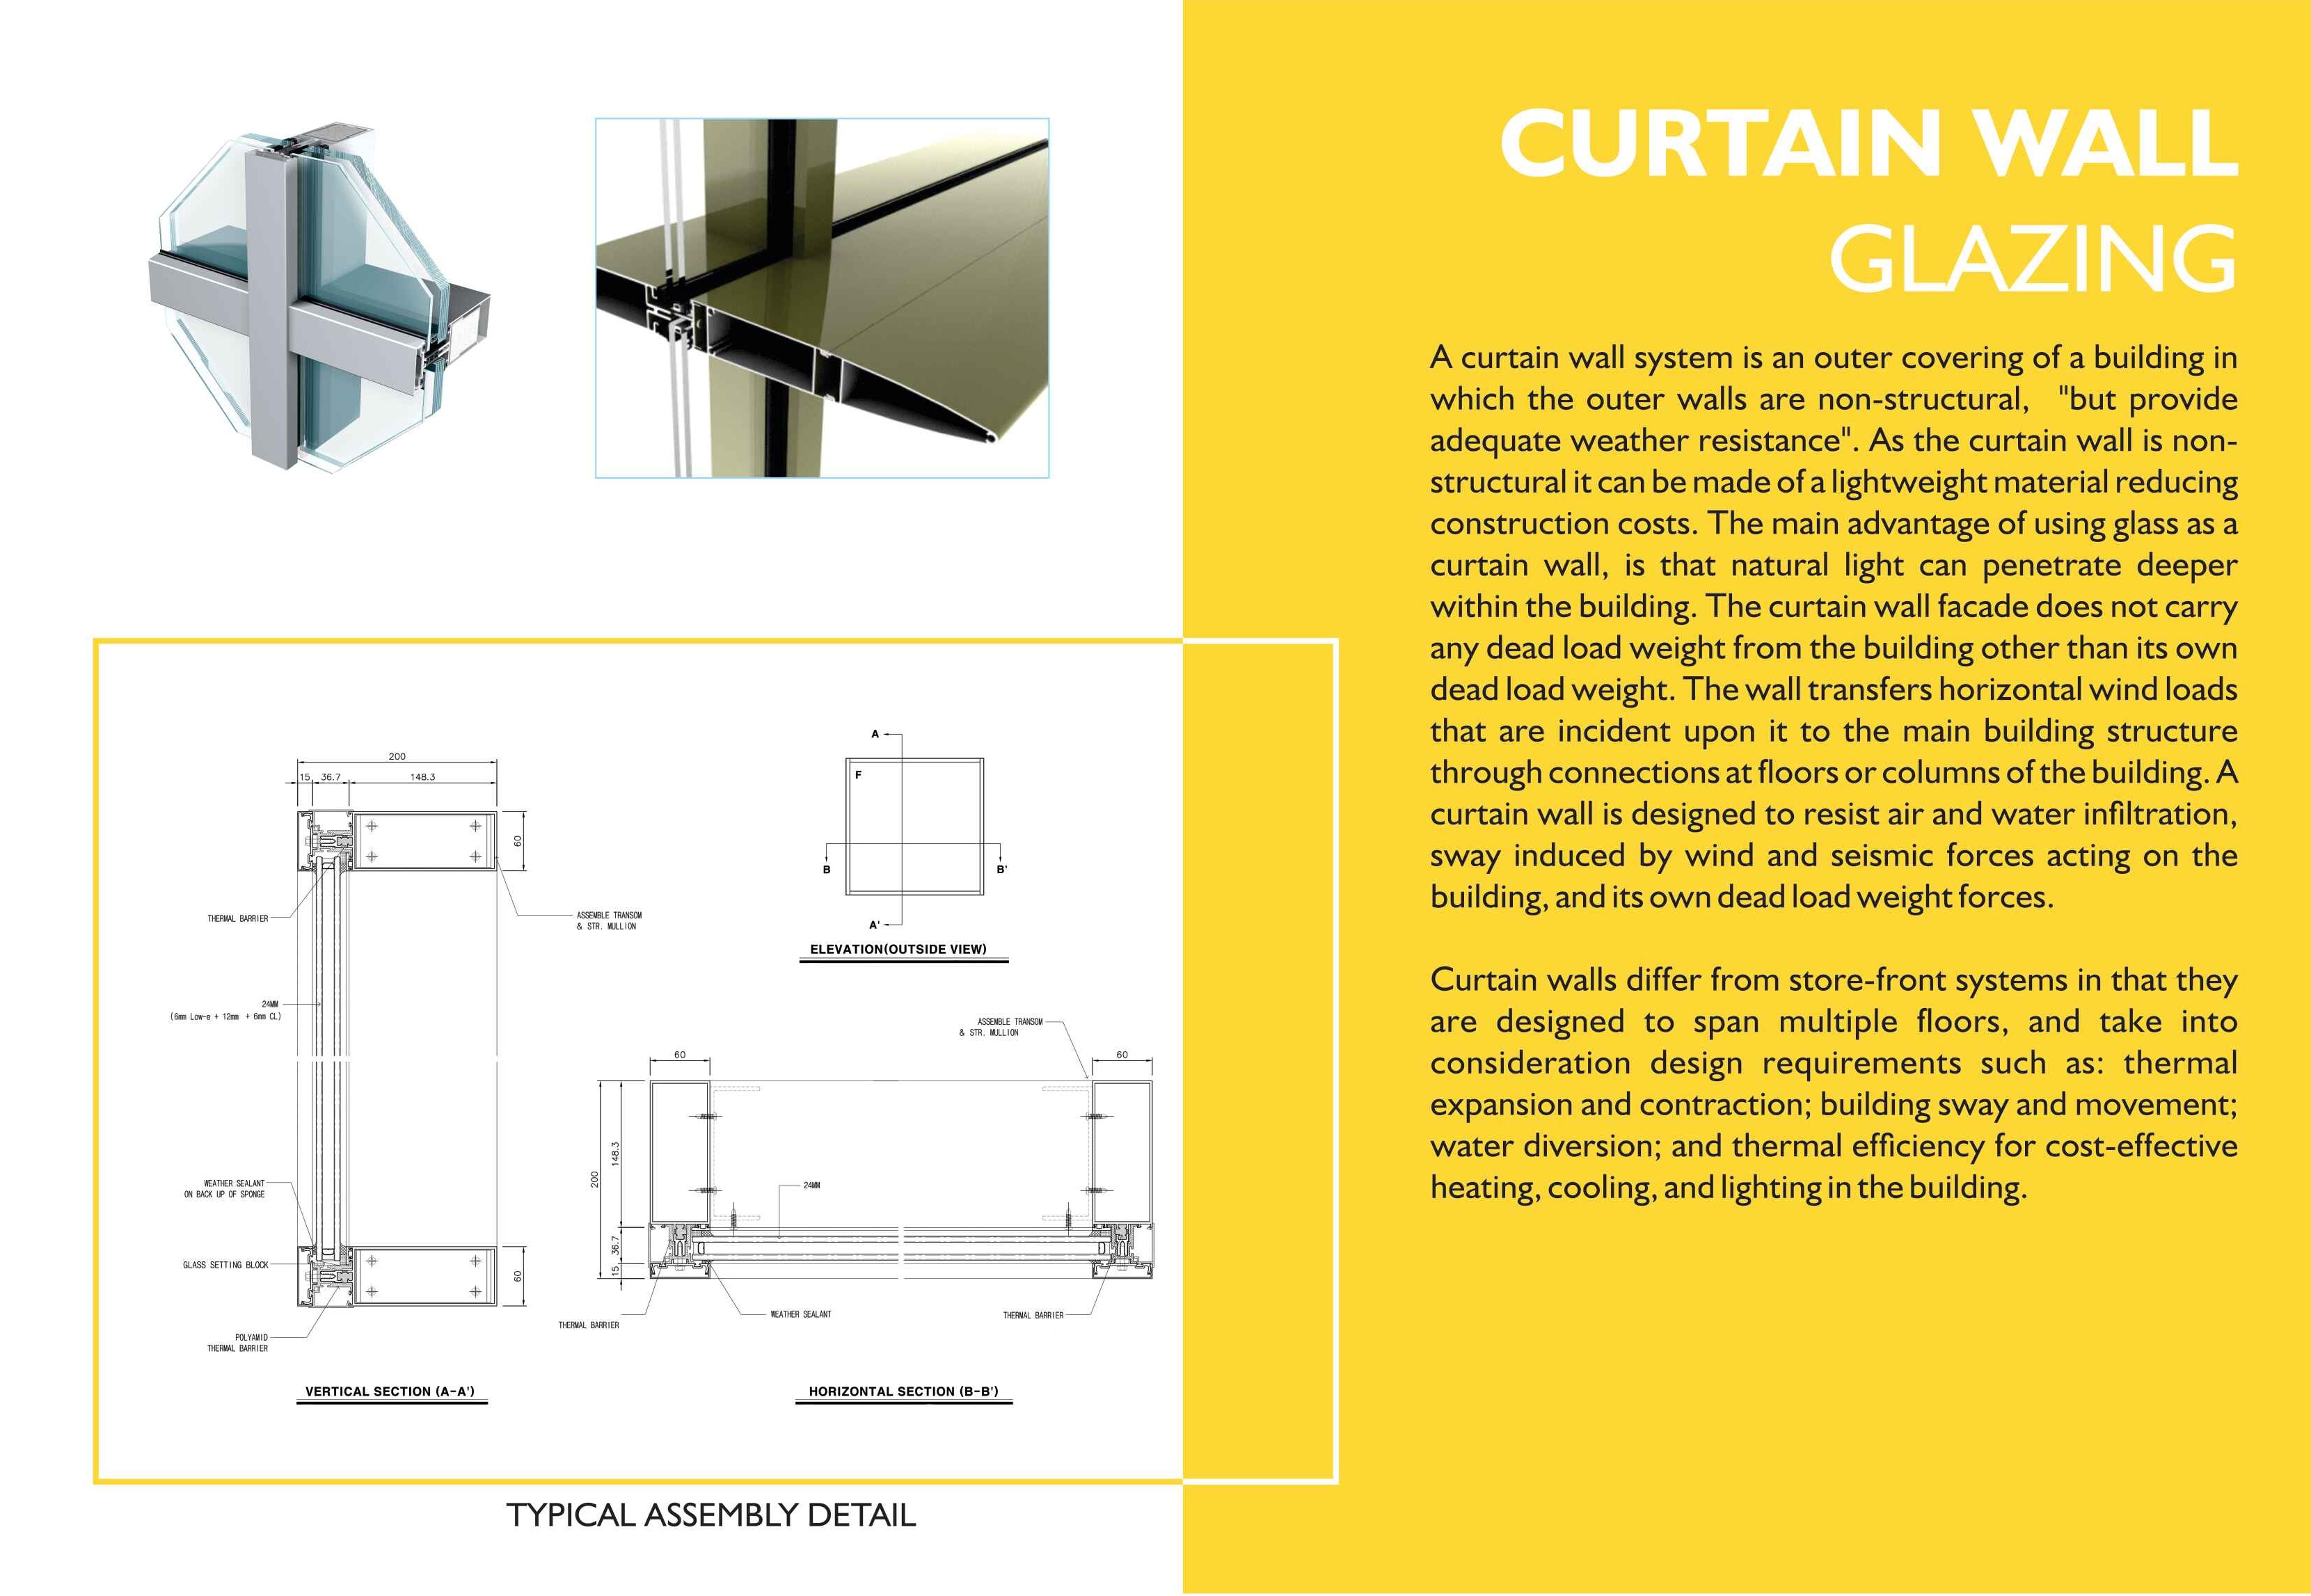 CURTAIN WALL
GLAZING
A curtain wall system is an outer covering of a building in
which the outer walls are non-structural, "but provide
adequate weather resistance". As the curtain wall is non-
structural it can be made of a lightweight material reducing
construction costs. The main advantage of using glass as a
curtain wall, is that natural light can penetrate deeper
within the building. The curtain wall facade does not carry
any dead load weight from the building other than its own
dead load weight. The wall transfers horizontal wind loads
that are incident upon it to the main building structure
through connections at floors or columns of the building. A
curtain wall is designed to resist air and water infiltration,
sway induced by wind and seismic forces acting on the
building, and its own dead load weight forces.
Curtain walls differ from store-front systems in that they
are designed to span multiple floors, and take into
consideration design requirements such as: thermal
expansion and contraction; building sway and movement;
water diversion; and thermal efficiency for cost-effective
heating, cooling, and lighting in the building.
200
15 36.7 148.3
60
THERMAL BARRIER
ASSEMBLE TRANSOM
& STR. MULLION
24MM
(6mm Low-e + 12mm + 6mm CL)
WEATHER SEALANT
ON BACK UP OF SPONGE
GLASS SETTING BLOCK
60
POLYAMID
THERMAL BARRIER
VERTICAL SECTION (A-A')
A
F
B B'
A'
ELEVATION(OUTSIDE VIEW)
ASSEMBLE TRANSOM
& STR. MULLION
60 60
200
148.3
36.7
15
24MM
THERMAL BARRIER
WEATHER SEALANT
THERMAL BARRIER
HORIZONTAL SECTION (B-B')
TYPICAL ASSEMBLY DETAIL